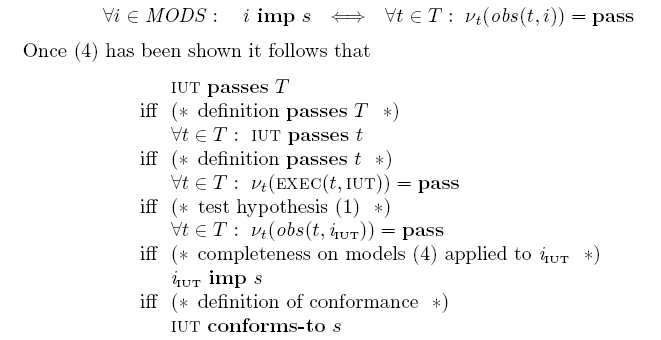 ∀i ∈ MODS : i imp s ⟺ ∀t ∈ T : ν_t(obs(t, i)) = pass
Once (4) has been shown it follows that
IUT passes T
iff (∗ definition passes T ∗)
∀t ∈ T : IUT passes t
iff (∗ definition passes t ∗)
∀t ∈ T : ν_t(EXEC(t, IUT)) = pass
iff (∗ test hypothesis (1) ∗)
∀t ∈ T : ν_t(obs(t, i_IUT)) = pass
iff (∗ completeness on models (4) applied to i_IUT ∗)
i_IUT imp s
iff (∗ definition of conformance ∗)
IUT conforms-to s